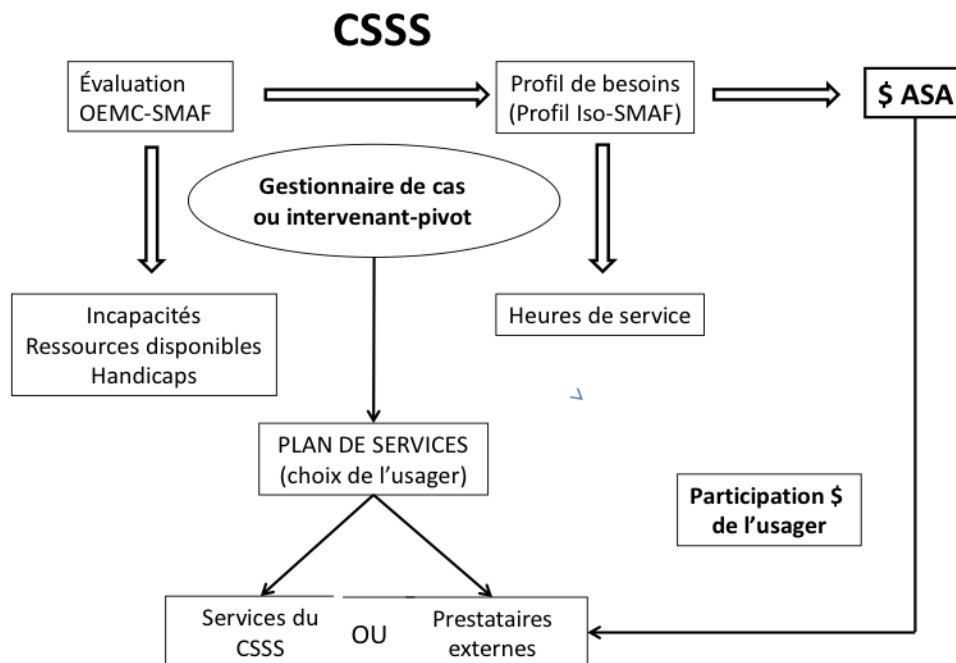 CSSS
Évaluation
OEMC-SMAF
Profil de besoins
(Profil Iso-SMAF)
$ ASA
Gestionnaire de cas
ou intervenant-pivot
Incapacités
Ressources disponibles
Handicaps
Heures de service
PLAN DE SERVICES
(choix de l’usager)
Participation $
de l’usager
Services du
CSSS
OU
Prestataires
externes